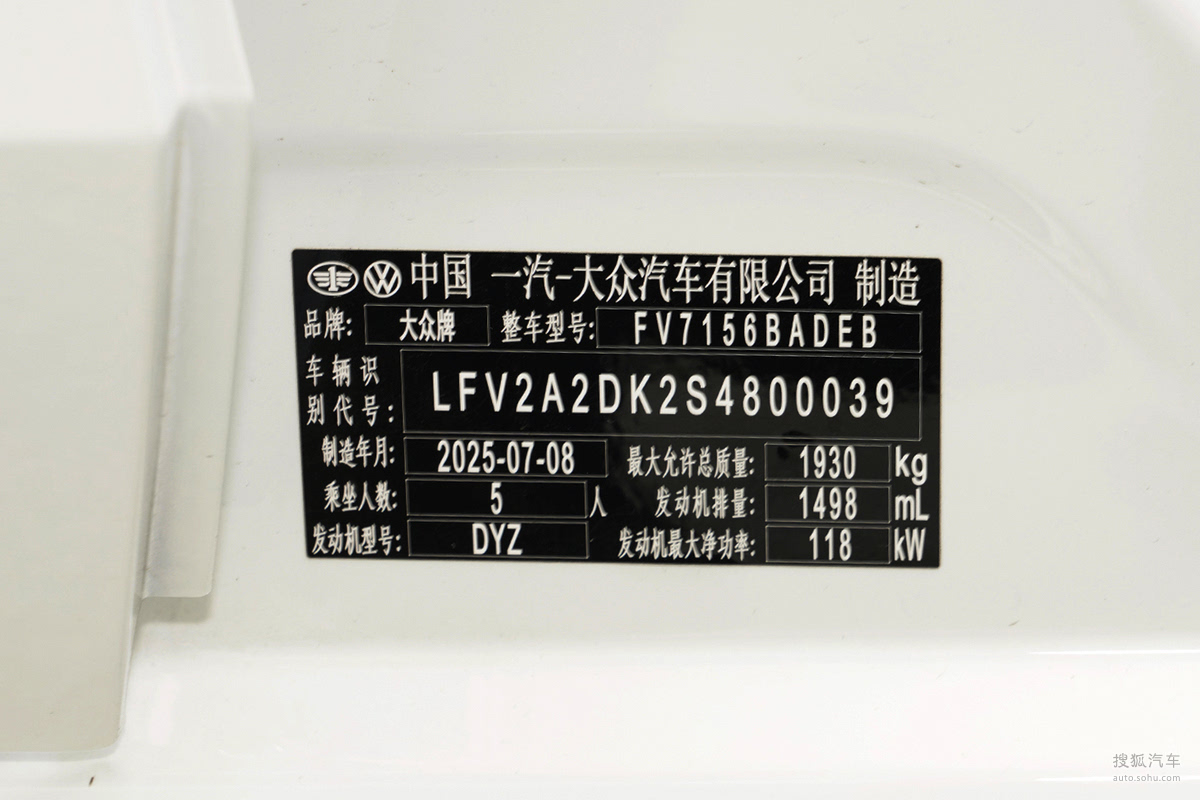 中国 一汽-大众汽车有限公司 制造
品牌: 大众牌 整车型号: FV7156BADEB
车辆识别代号: LFV2A2DK2S4800039
制造年月: 2025-07-08 最大允许总质量: 1930 kg
乘坐人数: 5 人 发动机排量: 1498 mL
发动机型号: DYZ 发动机最大净功率: 118 kW
搜狐汽车
auto.sohu.com